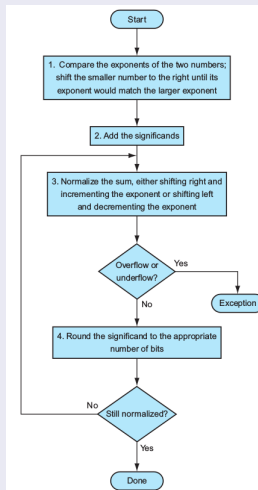 Start
1. Compare the exponents of the two numbers;
shift the smaller number to the right until its
exponent would match the larger exponent
2. Add the significands
3. Normalize the sum, either shifting right and
incrementing the exponent or shifting left
and decrementing the exponent
Overflow or
underflow?
Yes
No
Exception
4. Round the significand to the appropriate
number of bits
No
Still normalized?
Yes
Done